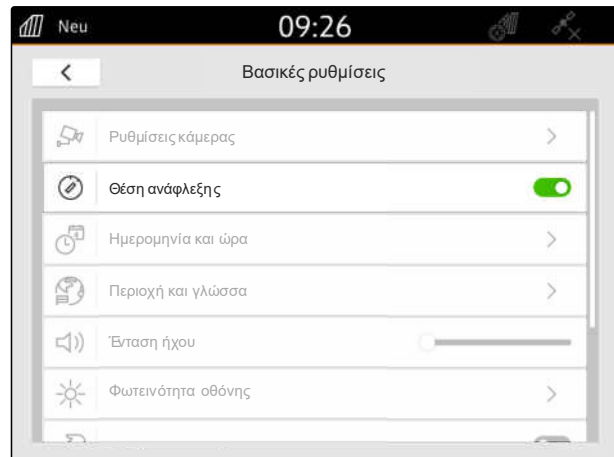 Neu
09:26
Βασικές ρυθμίσεις
Ρυθμίσεις κάμερας
Θέση ανάφλεξης
Ημερομηνία και ώρα
Περιοχή και γλώσσα
Ένταση ήχου
Φωτεινότητα οθόνης